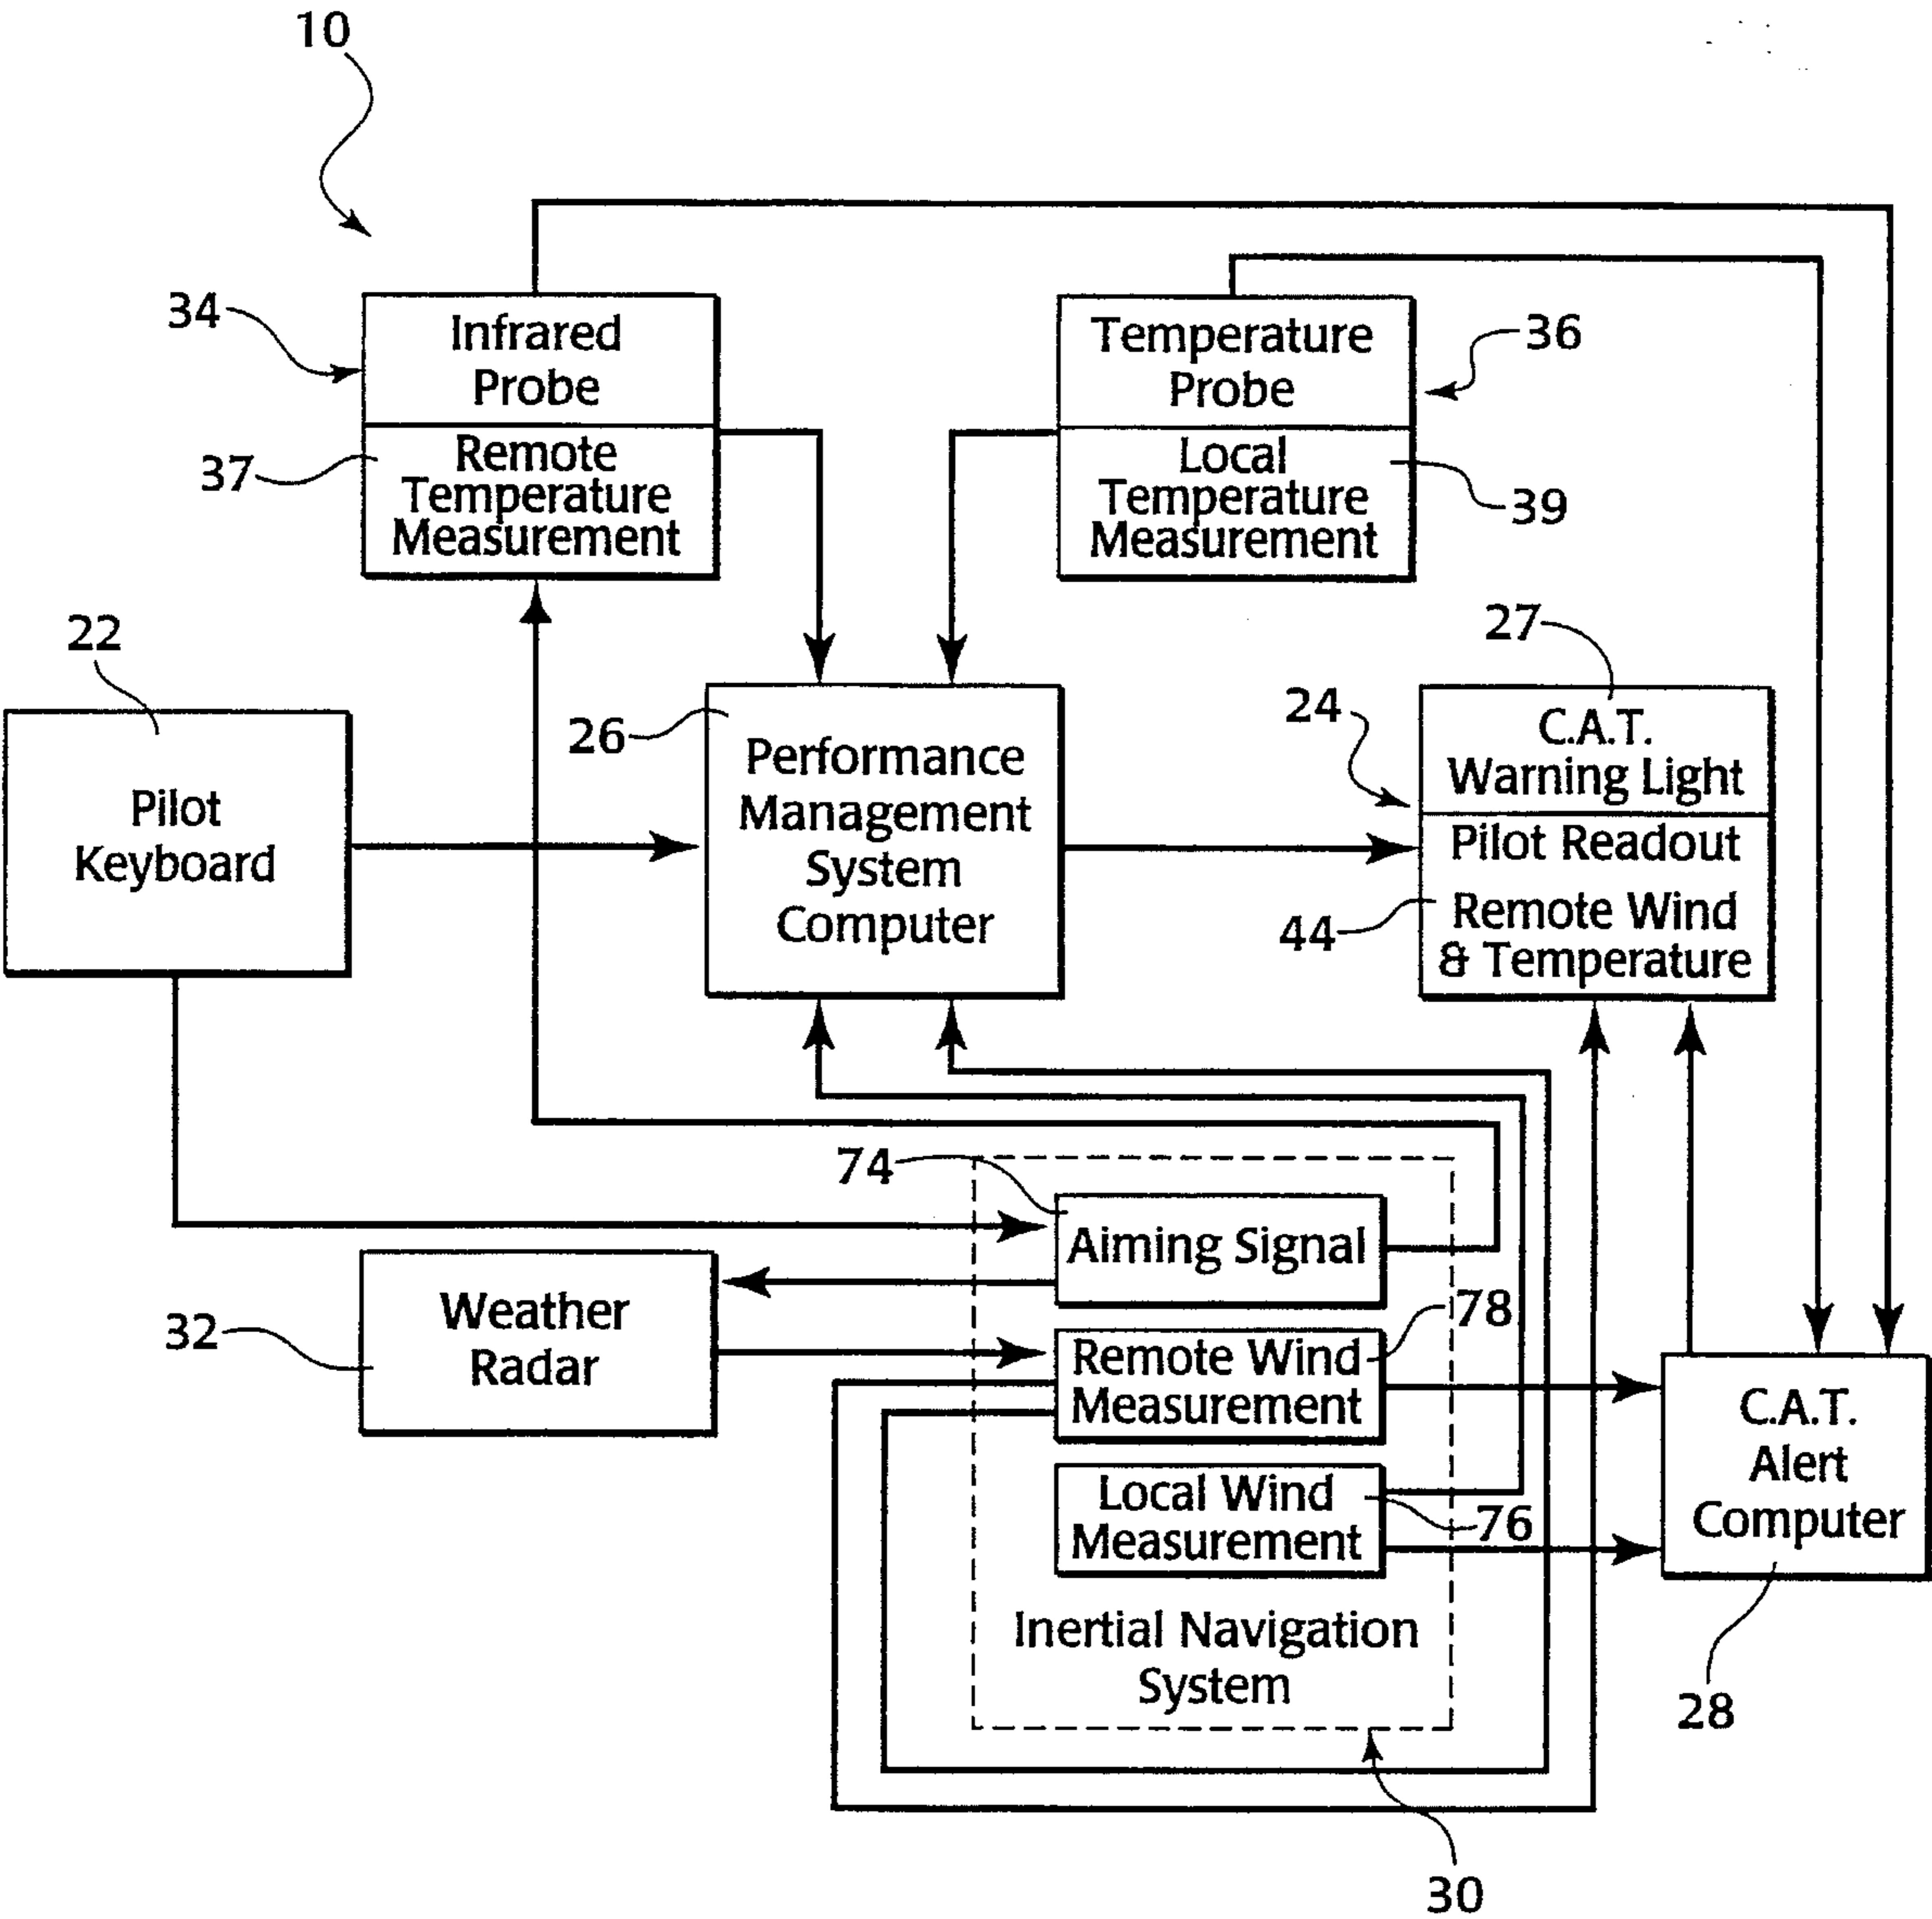 10
34
Infrared
Probe
37
Remote
Temperature
Measurement
Temperature
Probe
36
Local
Temperature
Measurement
39
22
Pilot
Keyboard
26
Performance
Management
System
Computer
27
24
C.A.T.
Warning Light
Pilot Readout
44
Remote Wind
& Temperature
74
Aiming Signal
32
Weather
Radar
78
Remote Wind
Measurement
Local Wind
Measurement
76
Inertial Navigation
System
30
C.A.T.
Alert
Computer
28